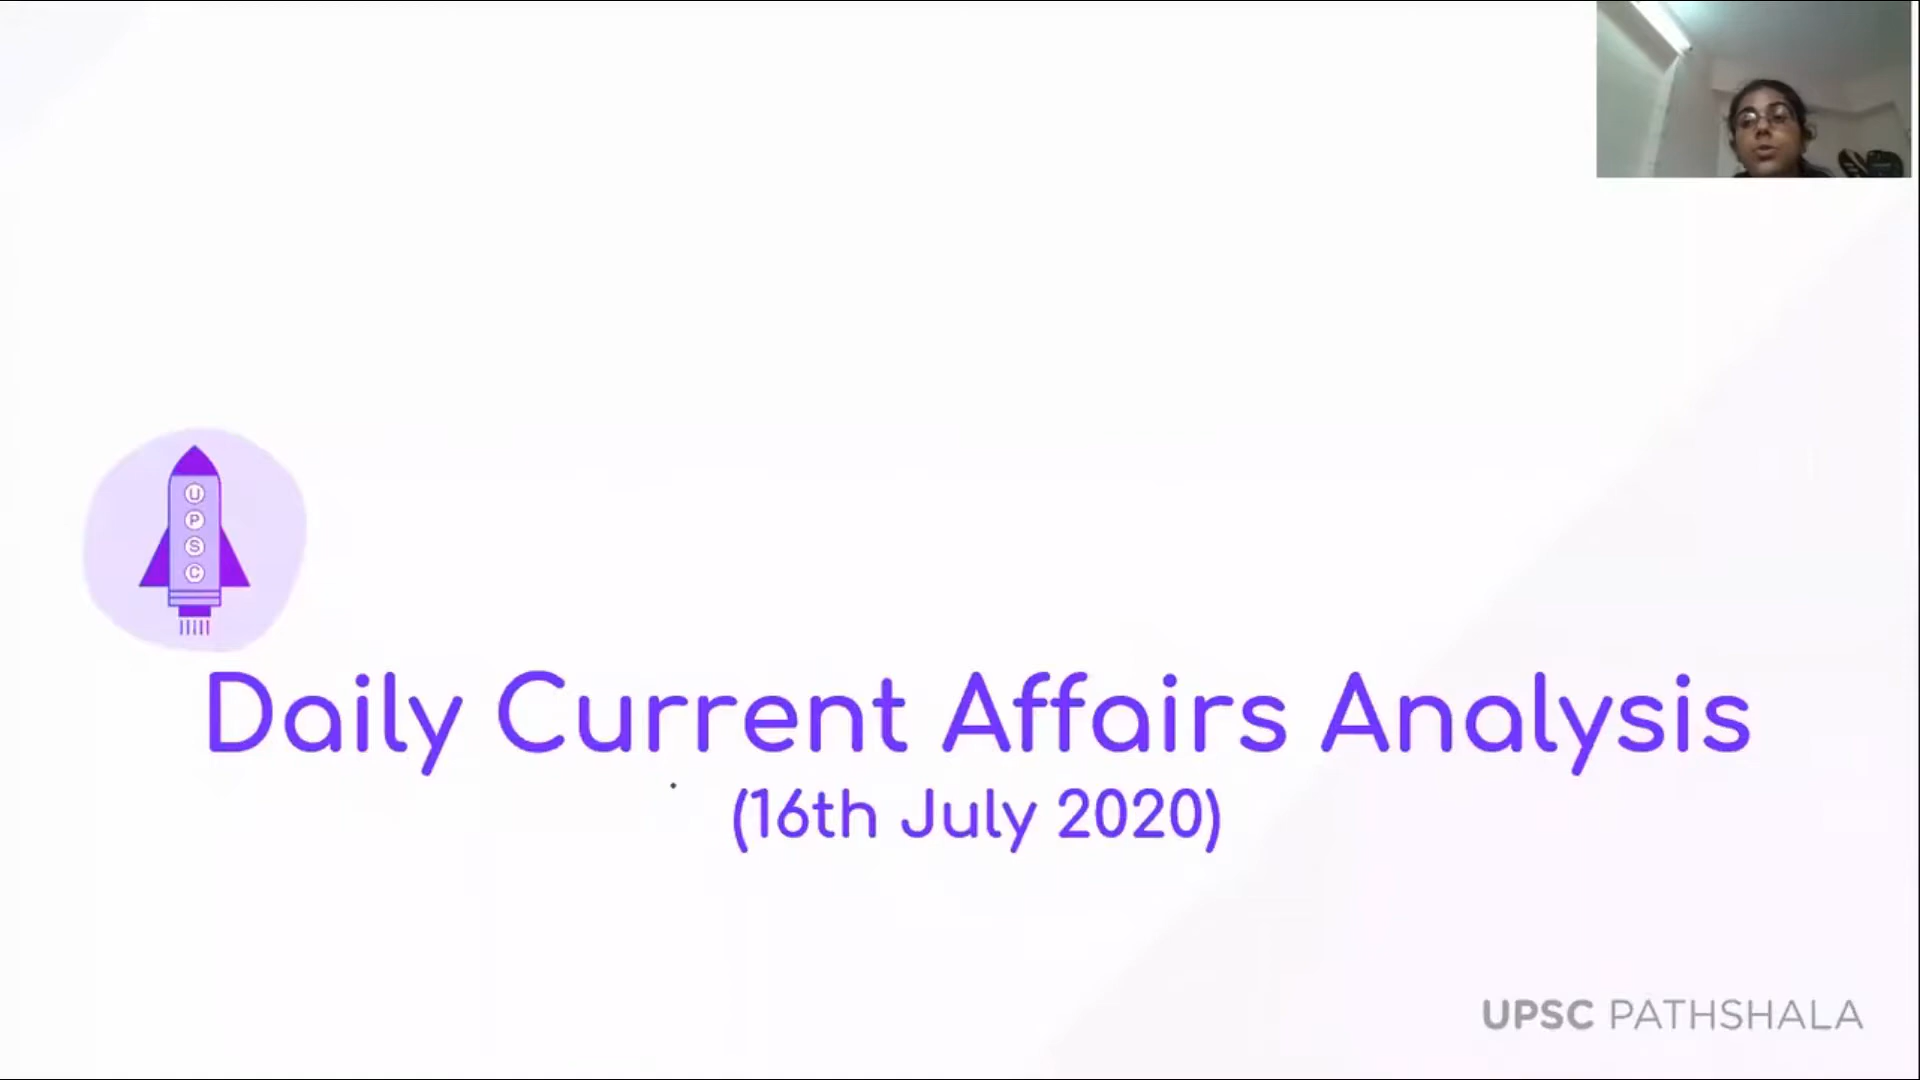 U
P
S
C
Daily Current Affairs Analysis
(16th July 2020)
UPSC PATHSHALA